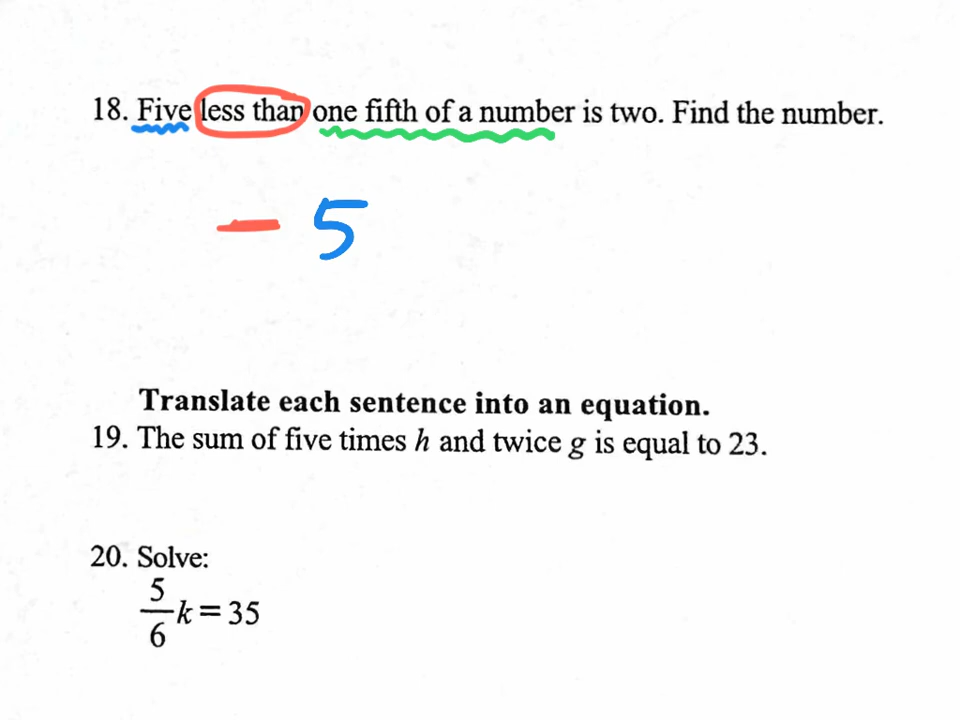 18. Five less than one fifth of a number is two. Find the number.
− 5
Translate each sentence into an equation.
19. The sum of five times h and twice g is equal to 23.
20. Solve:
5/6 k = 35